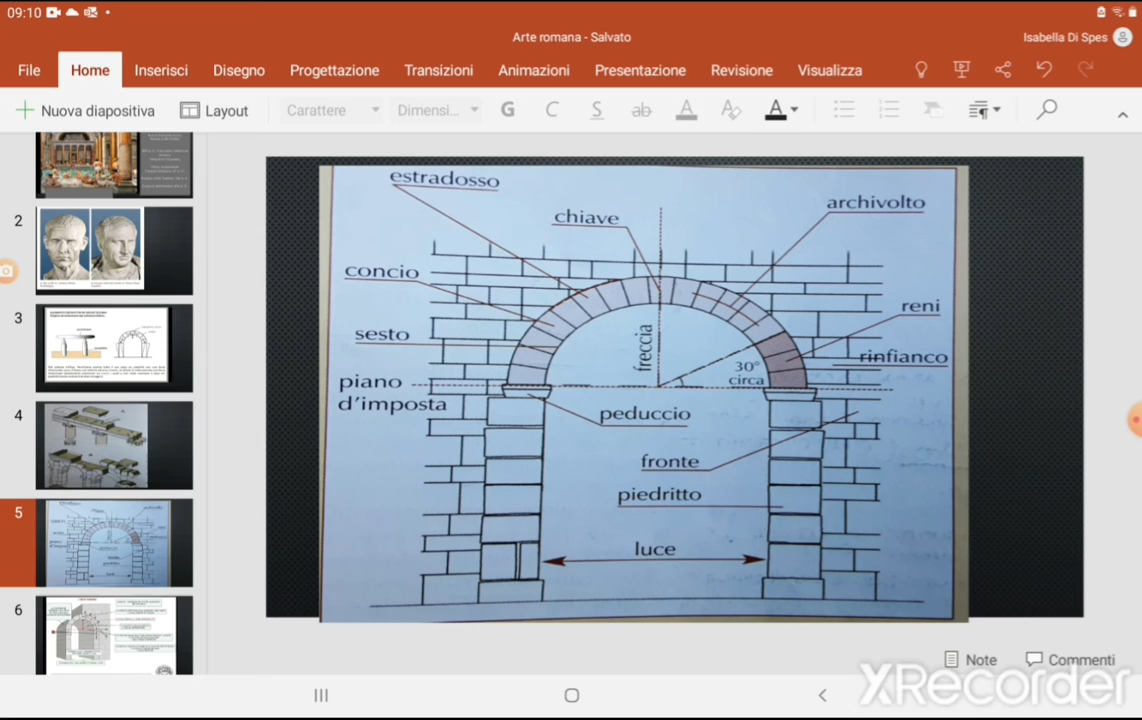 09:10
Arte romana - Salvato
Isabella Di Spes
File Home Inserisci Disegno Progettazione Transizioni Animazioni Presentazione Revisione Visualizza
Nuova diapositiva Layout Carattere Dimensi... G C S ab A A
2
3
4
5
6
estradosso
chiave
archivolto
concio
reni
sesto
freccia
rinfianco
30°
circa
piano
d'imposta
peduccio
fronte
piedritto
luce
Note Commenti
XRecorder